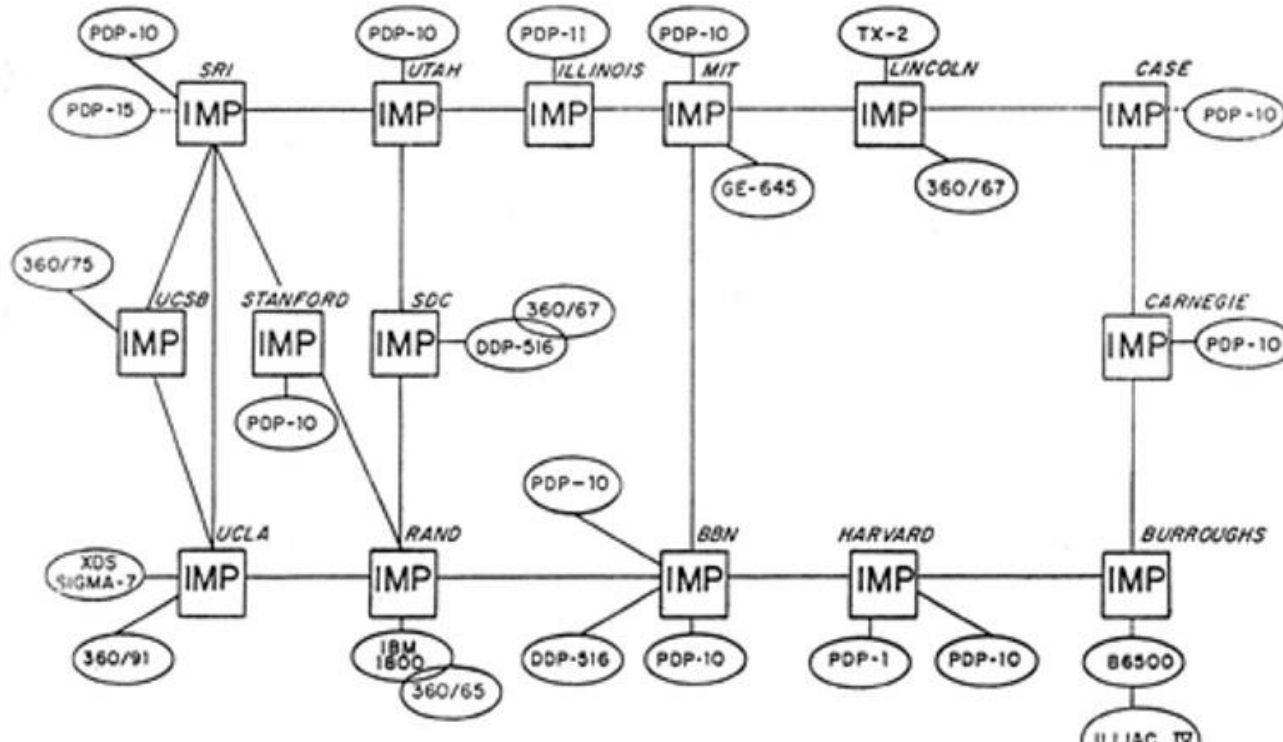 PDP-10
PDP-10
PDP-11
PDP-10
TX-2
SRI
UTAH
ILLINOIS
MIT
LINCOLN
CASE
PDP-15
IMP
IMP
IMP
IMP
IMP
IMP
PDP-10
GE-645
360/67
360/75
UCSB
STANFORD
SDC
360/67
CARNEGIE
IMP
IMP
IMP
DDP-516
IMP
PDP-10
PDP-10
PDP-10
UCLA
RAND
BBN
HARVARD
BURROUGHS
XDS
SIGMA-7
IMP
IMP
IMP
IMP
IMP
360/91
IBM
1800
360/65
DDP-516
PDP-10
PDP-1
PDP-10
B6500
ILLIAC IV